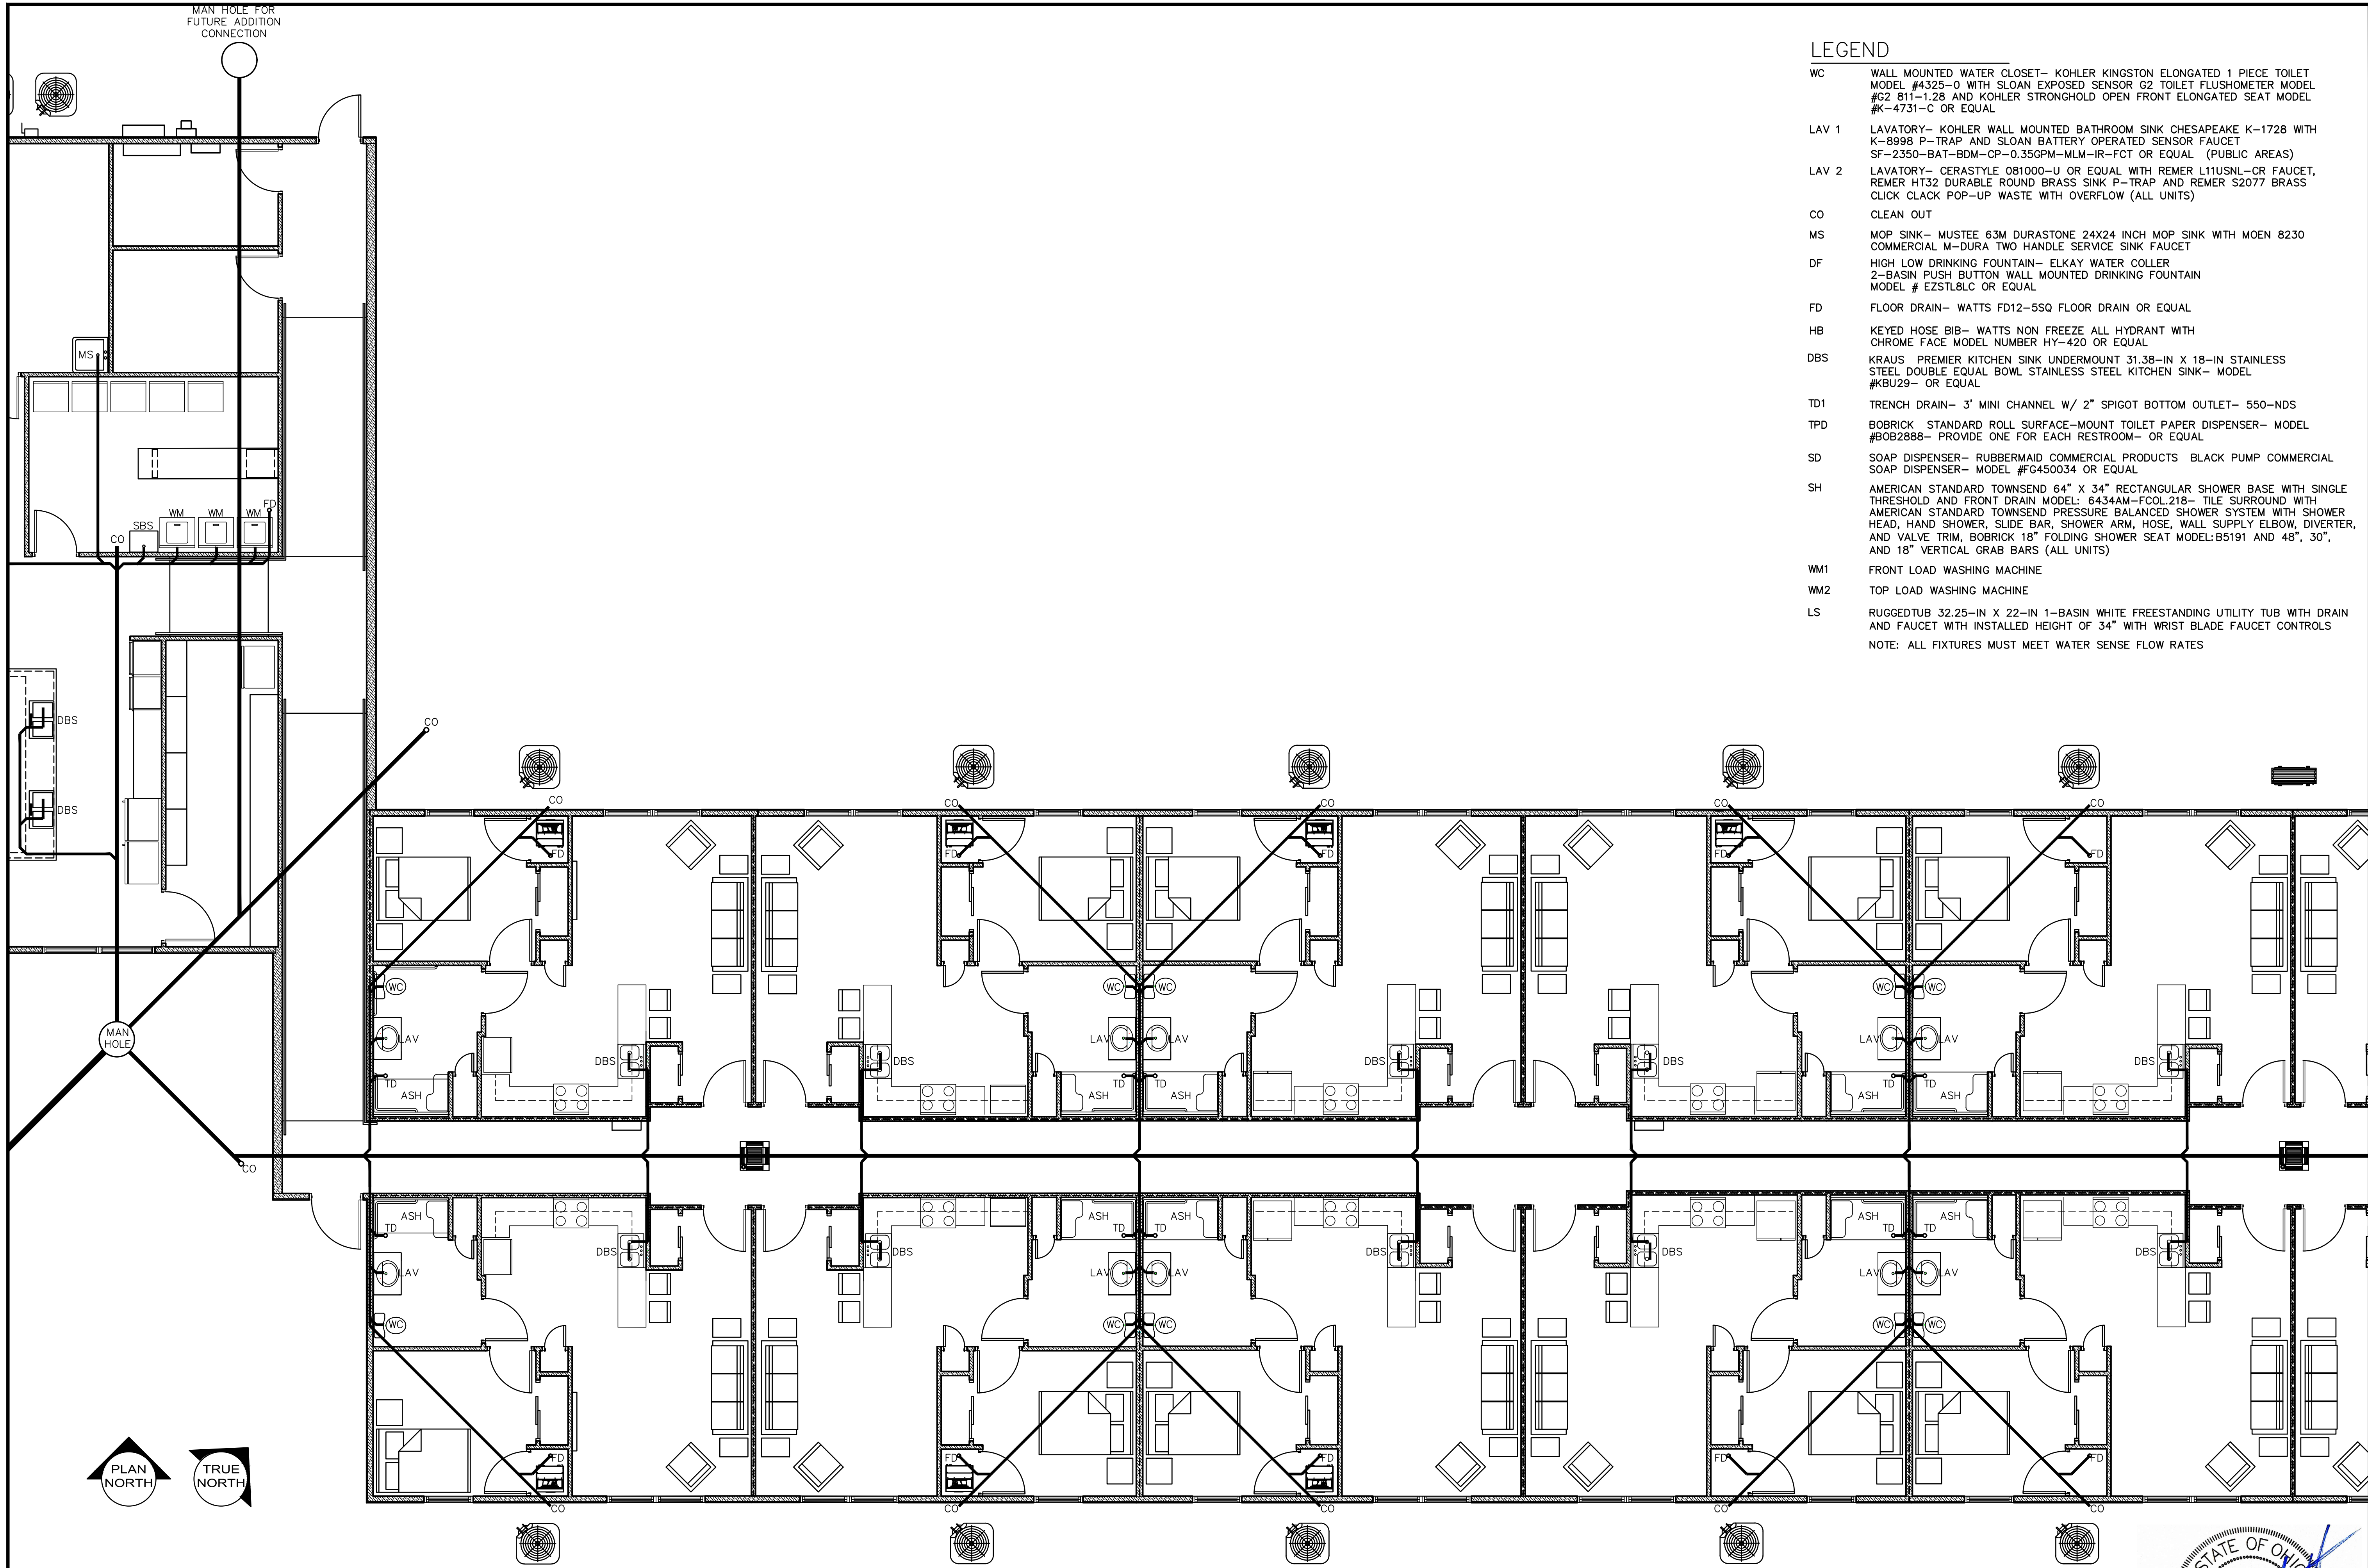 MAN HOLE FOR
FUTURE ADDITION
CONNECTION
LEGEND
WC WALL MOUNTED WATER CLOSET– KOHLER KINGSTON ELONGATED 1 PIECE TOILET
MODEL #4325–0 WITH SLOAN EXPOSED SENSOR G2 TOILET FLUSHOMETER MODEL
#G2 811–1.28 AND KOHLER STRONGHOLD OPEN FRONT ELONGATED SEAT MODEL
#K–4731–C OR EQUAL
LAV 1 LAVATORY– KOHLER WALL MOUNTED BATHROOM SINK CHESAPEAKE K–1728 WITH
K–8998 P–TRAP AND SLOAN BATTERY OPERATED SENSOR FAUCET
SF–2350–BAT–BDM–CP–0.35GPM–MLM–IR–FCT OR EQUAL (PUBLIC AREAS)
LAV 2 LAVATORY– CERASTYLE 081000–U OR EQUAL WITH REMER L11USNL–CR FAUCET,
REMER HT32 DURABLE ROUND BRASS SINK P–TRAP AND REMER S2077 BRASS
CLICK CLACK POP–UP WASTE WITH OVERFLOW (ALL UNITS)
CO CLEAN OUT
MS MOP SINK– MUSTEE 63M DURASTONE 24X24 INCH MOP SINK WITH MOEN 8230
COMMERCIAL M–DURA TWO HANDLE SERVICE SINK FAUCET
DF HIGH LOW DRINKING FOUNTAIN– ELKAY WATER COLLER
2–BASIN PUSH BUTTON WALL MOUNTED DRINKING FOUNTAIN
MODEL # EZSTL8LC OR EQUAL
FD FLOOR DRAIN– WATTS FD12–5SQ FLOOR DRAIN OR EQUAL
HB KEYED HOSE BIB– WATTS NON FREEZE ALL HYDRANT WITH
CHROME FACE MODEL NUMBER HY–420 OR EQUAL
DBS KRAUS PREMIER KITCHEN SINK UNDERMOUNT 31.38–IN X 18–IN STAINLESS
STEEL DOUBLE EQUAL BOWL STAINLESS STEEL KITCHEN SINK– MODEL
#KBU29– OR EQUAL
TD1 TRENCH DRAIN– 3' MINI CHANNEL W/ 2" SPIGOT BOTTOM OUTLET– 550–NDS
TPD BOBRICK STANDARD ROLL SURFACE–MOUNT TOILET PAPER DISPENSER– MODEL
#BOB2888– PROVIDE ONE FOR EACH RESTROOM– OR EQUAL
SD SOAP DISPENSER– RUBBERMAID COMMERCIAL PRODUCTS BLACK PUMP COMMERCIAL
SOAP DISPENSER– MODEL #FG450034 OR EQUAL
SH AMERICAN STANDARD TOWNSEND 64" X 34" RECTANGULAR SHOWER BASE WITH SINGLE
THRESHOLD AND FRONT DRAIN MODEL: 6434AM–FCOL.218– TILE SURROUND WITH
AMERICAN STANDARD TOWNSEND PRESSURE BALANCED SHOWER SYSTEM WITH SHOWER
HEAD, HAND SHOWER, SLIDE BAR, SHOWER ARM, HOSE, WALL SUPPLY ELBOW, DIVERTER,
AND VALVE TRIM, BOBRICK 18" FOLDING SHOWER SEAT MODEL:B5191 AND 48", 30",
AND 18" VERTICAL GRAB BARS (ALL UNITS)
WM1 FRONT LOAD WASHING MACHINE
WM2 TOP LOAD WASHING MACHINE
LS RUGGEDTUB 32.25–IN X 22–IN 1–BASIN WHITE FREESTANDING UTILITY TUB WITH DRAIN
AND FAUCET WITH INSTALLED HEIGHT OF 34" WITH WRIST BLADE FAUCET CONTROLS
NOTE: ALL FIXTURES MUST MEET WATER SENSE FLOW RATES
MS
FD
WM WM WM
SBS
CO
DBS
CO
DBS
CO CO CO CO CO
FD FD FD FD FD
WC WC WC WC WC
MAN
HOLE
LAV LAV LAV LAV LAV
DBS DBS DBS DBS DBS
TD TD TD TD TD
ASH ASH ASH ASH ASH
CO
ASH ASH ASH ASH ASH
TD TD TD TD TD
DBS DBS DBS DBS DBS
LAV LAV LAV LAV LAV
WC WC WC WC WC
FD FD FD FD FD
PLAN
NORTH
TRUE
NORTH
CO CO CO CO CO
STATE OF OHIO